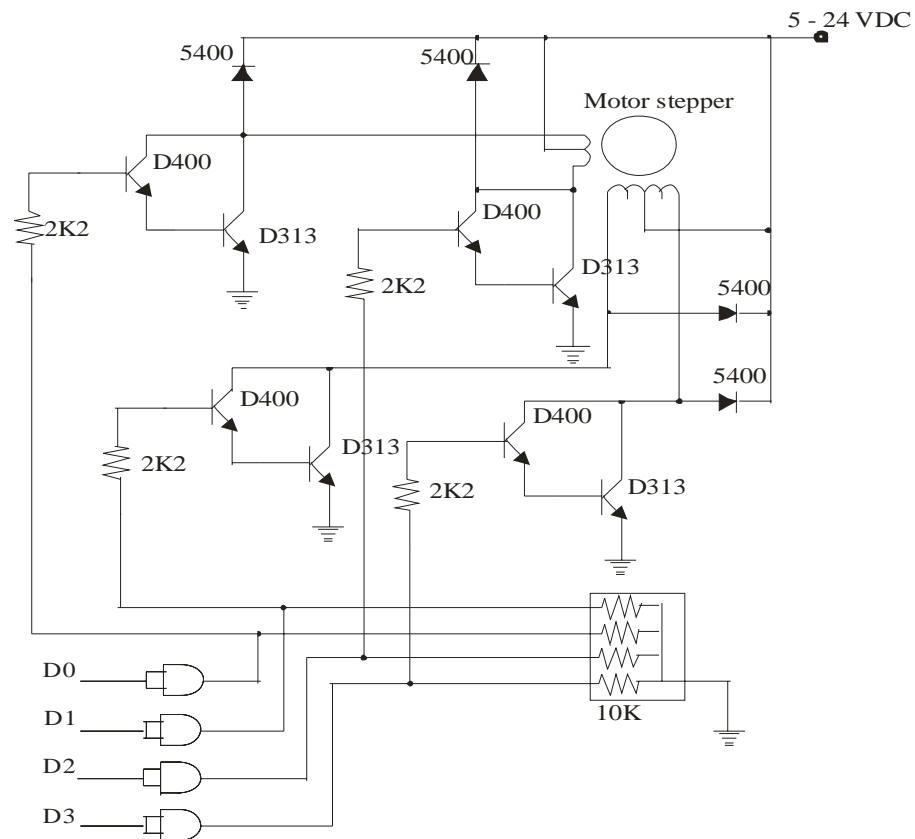 5 - 24 VDC
5400
5400
Motor stepper
D400
D400
2K2
D313
D313
2K2
5400
5400
D400
D400
D313
2K2
2K2
D313
D0
10K
D1
D2
D3